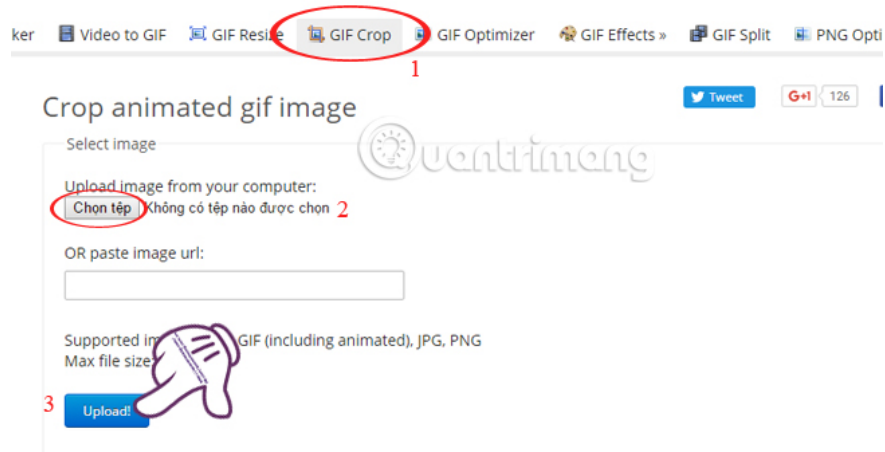 ker Video to GIF GIF Resize GIF Crop GIF Optimizer GIF Effects » GIF Split PNG Opti
1
Crop animated gif image
Tweet G+1 126
Select image
Quantrimang
Upload image from your computer:
Chọn tệp Không có tệp nào được chọn 2
OR paste image url:
Supported im GIF (including animated), JPG, PNG
Max file size:
3 Upload!